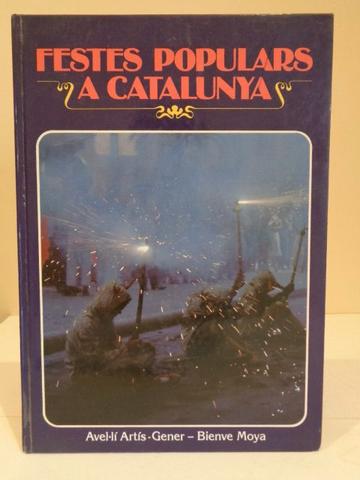 FESTES POPULARS
A CATALUNYA
Avel·lí Artís-Gener – Bienve Moya